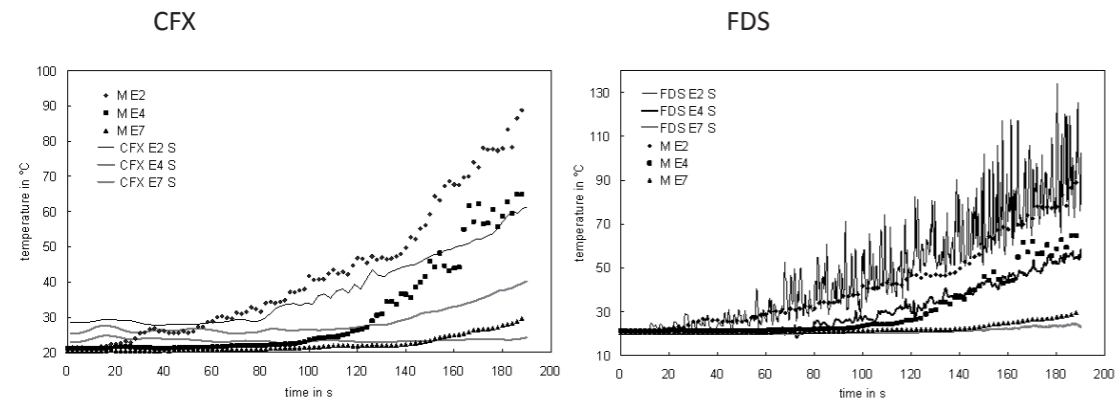 CFX
FDS
100
90
80
70
60
50
40
30
20
temperature in °C
M E2
M E4
M E7
CFX E2 S
CFX E4 S
CFX E7 S
0 20 40 60 80 100 120 140 160 180 200
time in s
130
110
90
70
50
30
10
temperature in °C
FDS E2 S
FDS E4 S
FDS E7 S
M E2
M E4
M E7
0 20 40 60 80 100 120 140 160 180 200
time in s